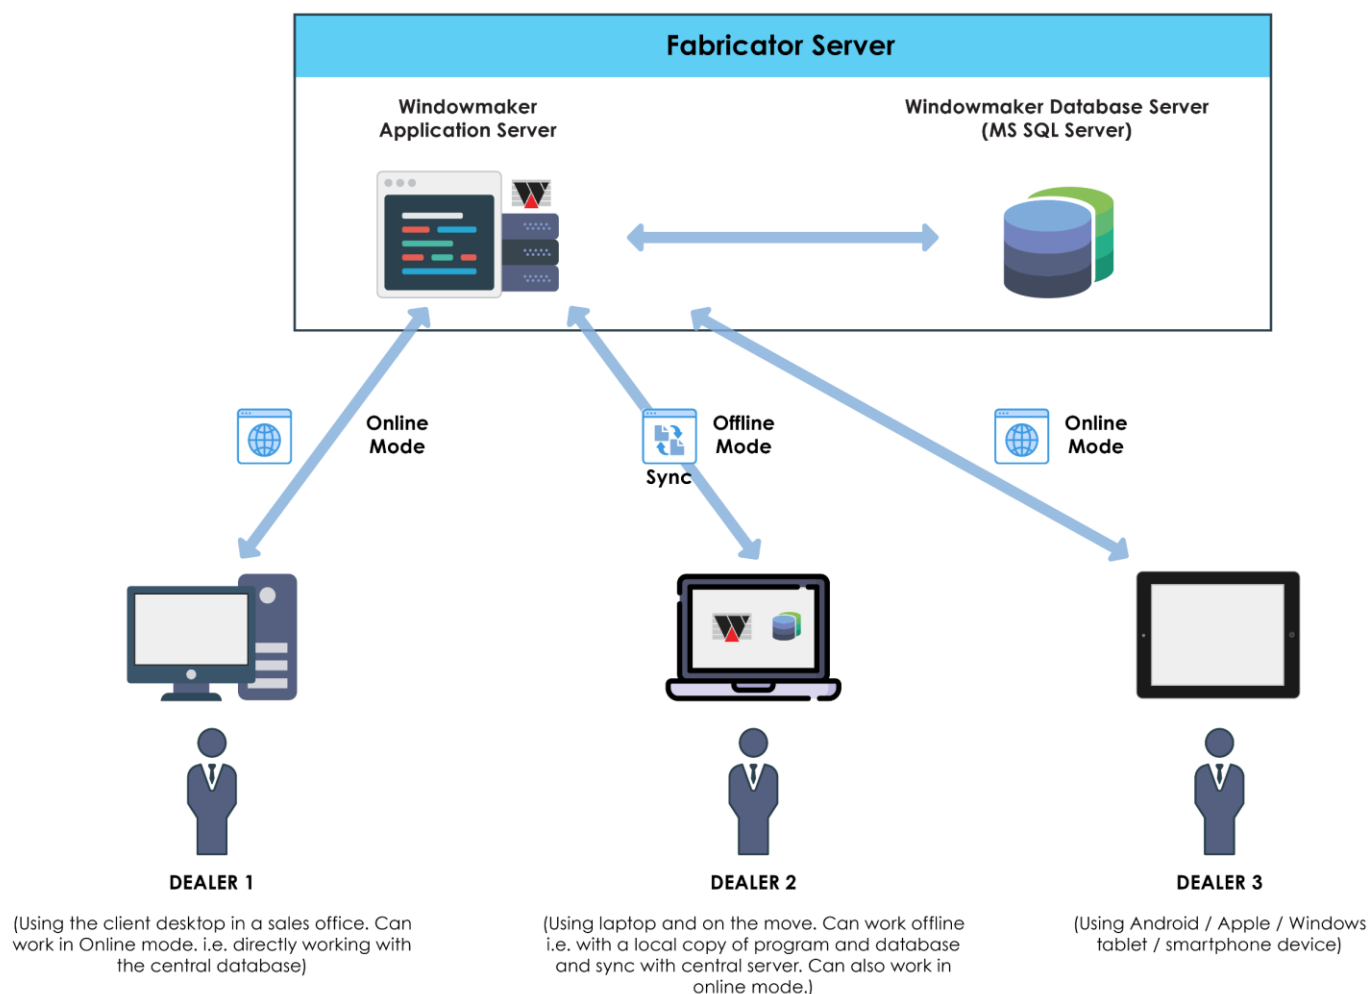 Fabricator Server
Windowmaker
Application Server
Windowmaker Database Server
(MS SQL Server)
Online
Mode
Offline
Mode
Sync
Online
Mode
DEALER 1
(Using the client desktop in a sales office. Can
work in Online mode. i.e. directly working with
the central database)
DEALER 2
(Using laptop and on the move. Can work offline
i.e. with a local copy of program and database
and sync with central server. Can also work in
online mode.)
DEALER 3
(Using Android / Apple / Windows
tablet / smartphone device)